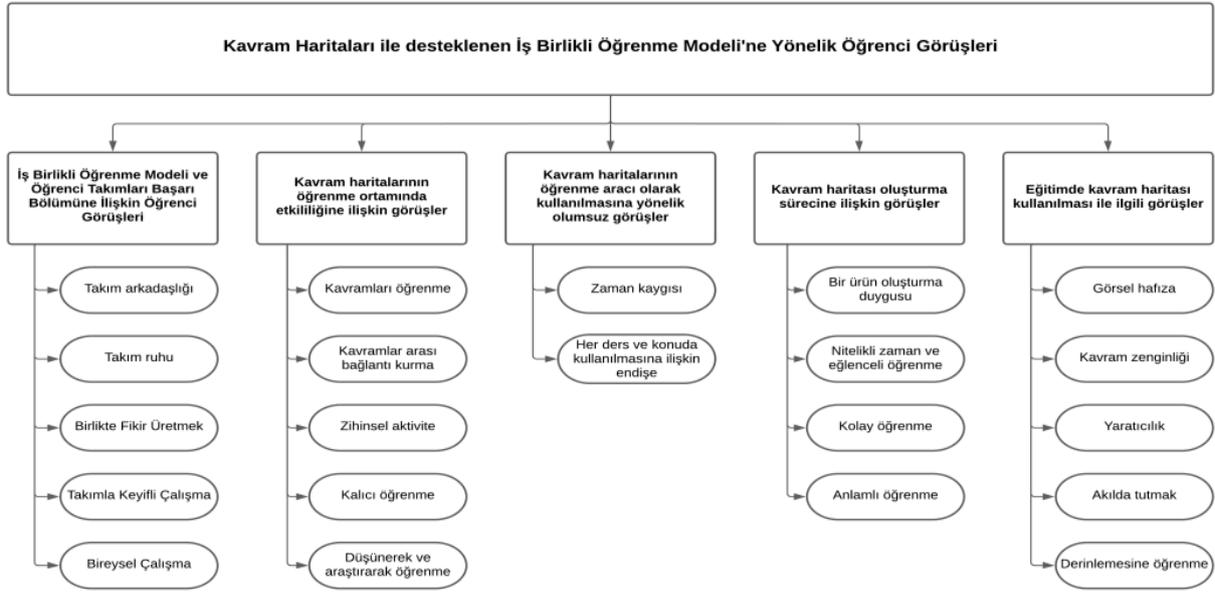 Kavram Haritaları ile desteklenen İş Birlikli Öğrenme Modeli'ne Yönelik Öğrenci Görüşleri
İş Birlikli Öğrenme Modeli ve
Öğrenci Takımları Başarı
Bölümüne İlişkin Öğrenci
Görüşleri
Takım arkadaşlığı
Takım ruhu
Birlikte Fikir Üretmek
Takımla Keyifli Çalışma
Bireysel Çalışma
Kavram haritalarının
öğrenme ortamında
etkililiğine ilişkin görüşler
Kavramları öğrenme
Kavramlar arası
bağlantı kurma
Zihinsel aktivite
Kalıcı öğrenme
Düşünerek ve
araştırarak öğrenme
Kavram haritalarının
öğrenme aracı olarak
kullanılmasına yönelik
olumsuz görüşler
Zaman kaygısı
Her ders ve konuda
kullanılmasına ilişkin
endişe
Kavram haritası oluşturma
sürecine ilişkin görüşler
Bir ürün oluşturma
duygusu
Nitelikli zaman ve
eğlenceli öğrenme
Kolay öğrenme
Anlamlı öğrenme
Eğitimde kavram haritası
kullanılması ile ilgili görüşler
Görsel hafıza
Kavram zenginliği
Yaratıcılık
Akılda tutmak
Derinlemesine öğrenme